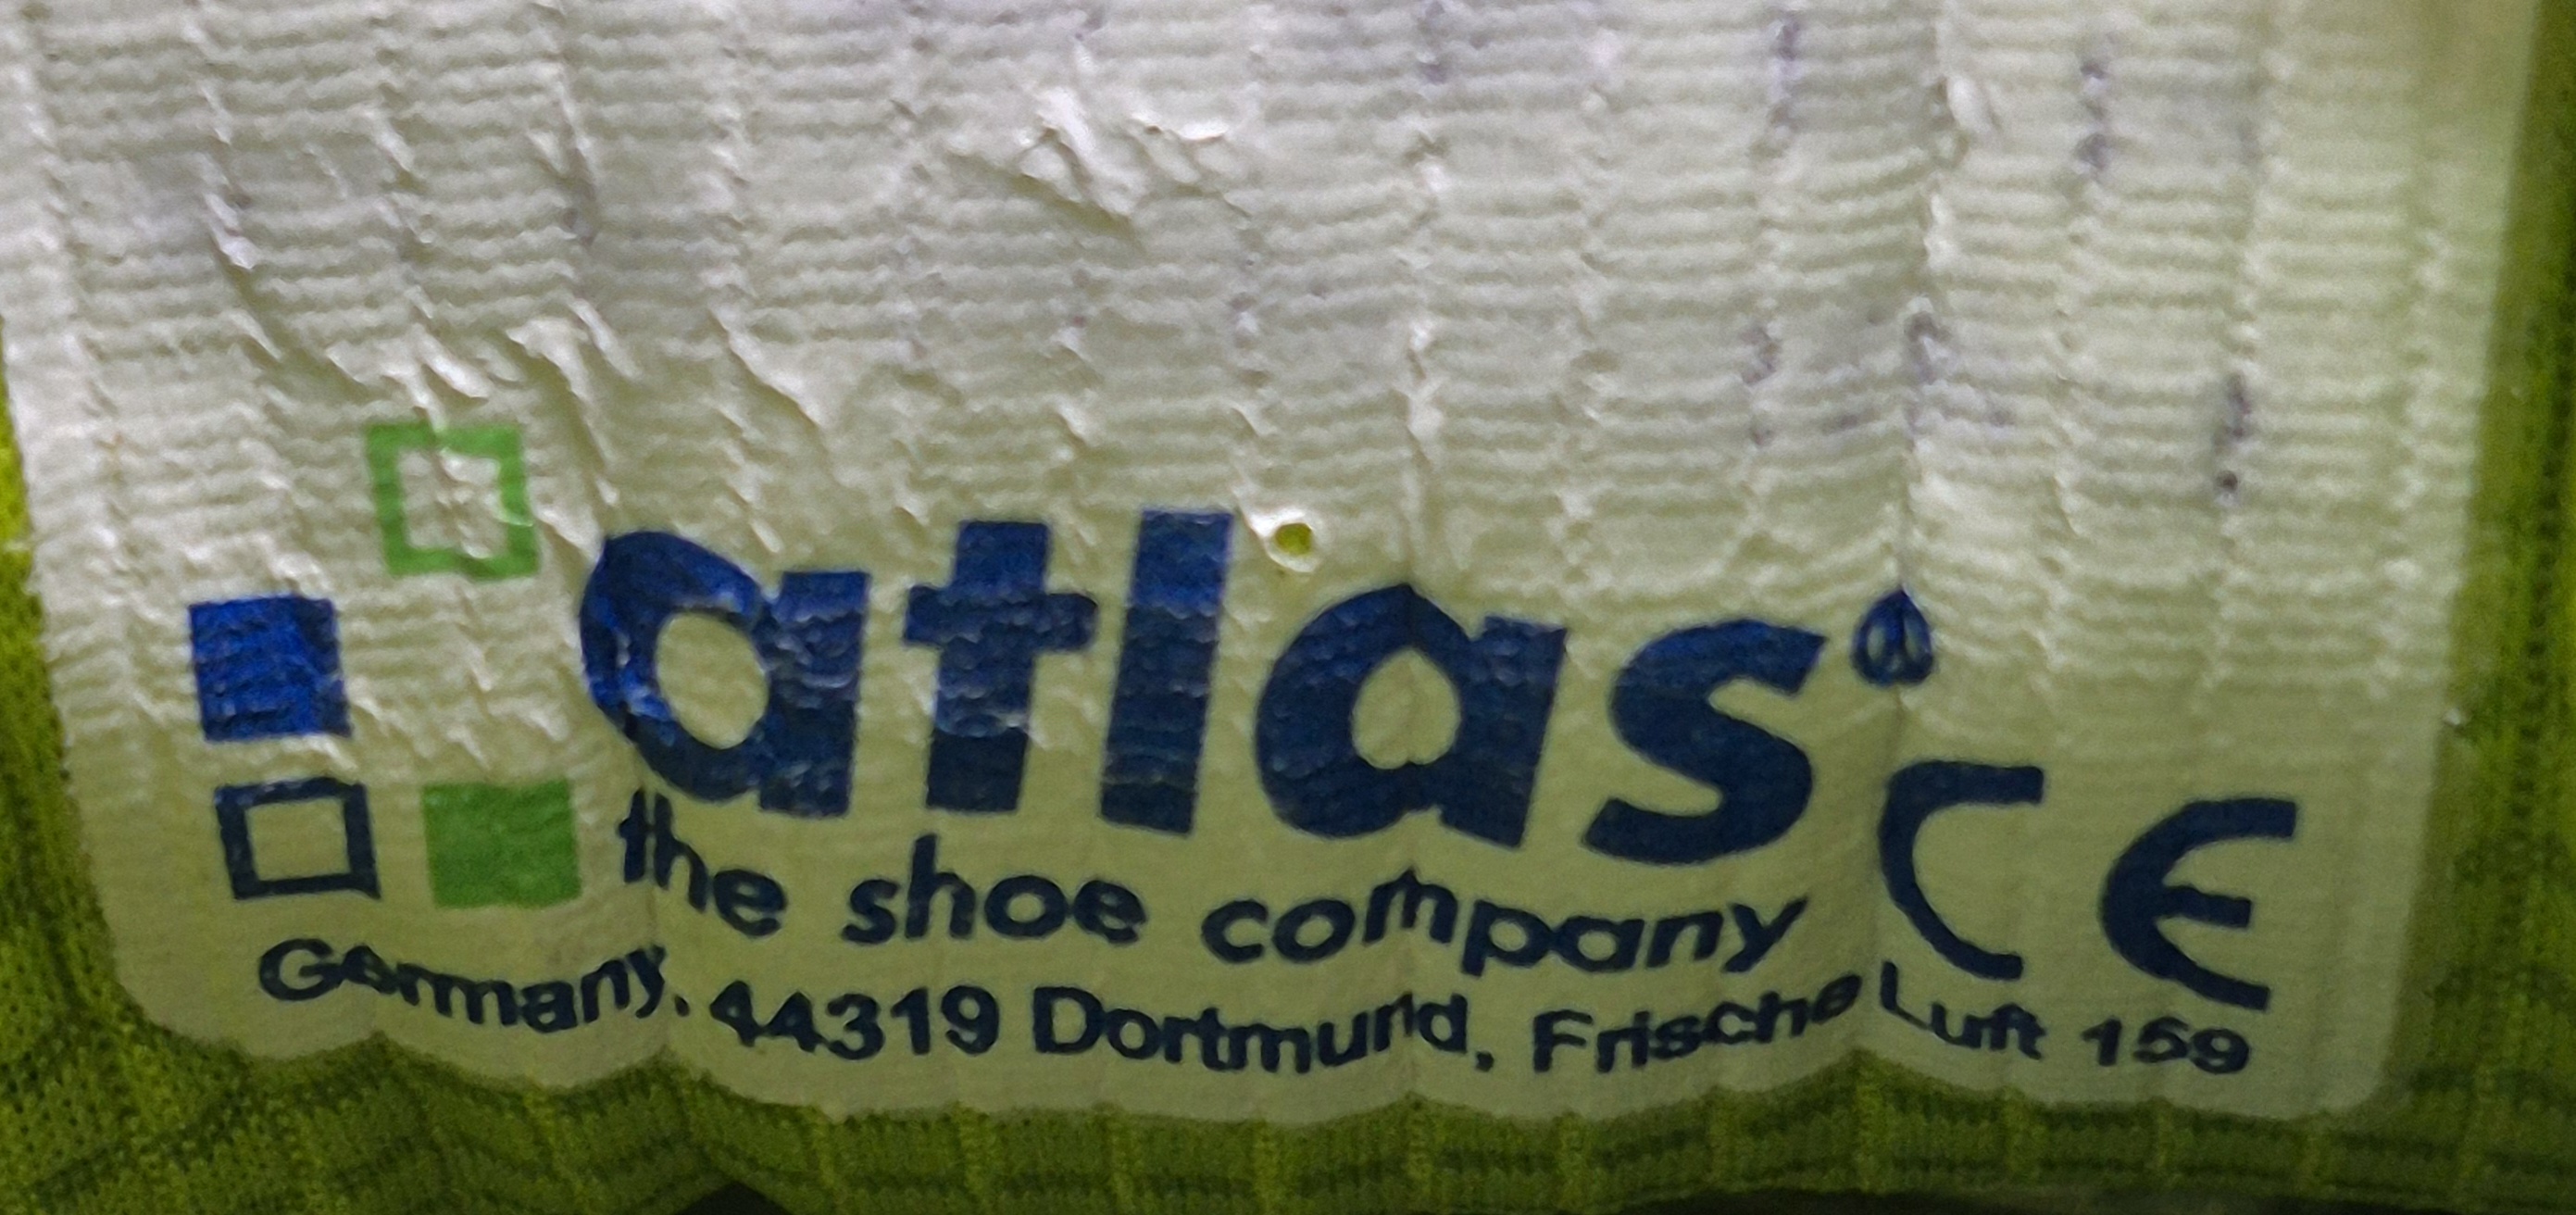 atlas®
the shoe company
CE
Germany, 44319 Dortmund, Frische Luft 159